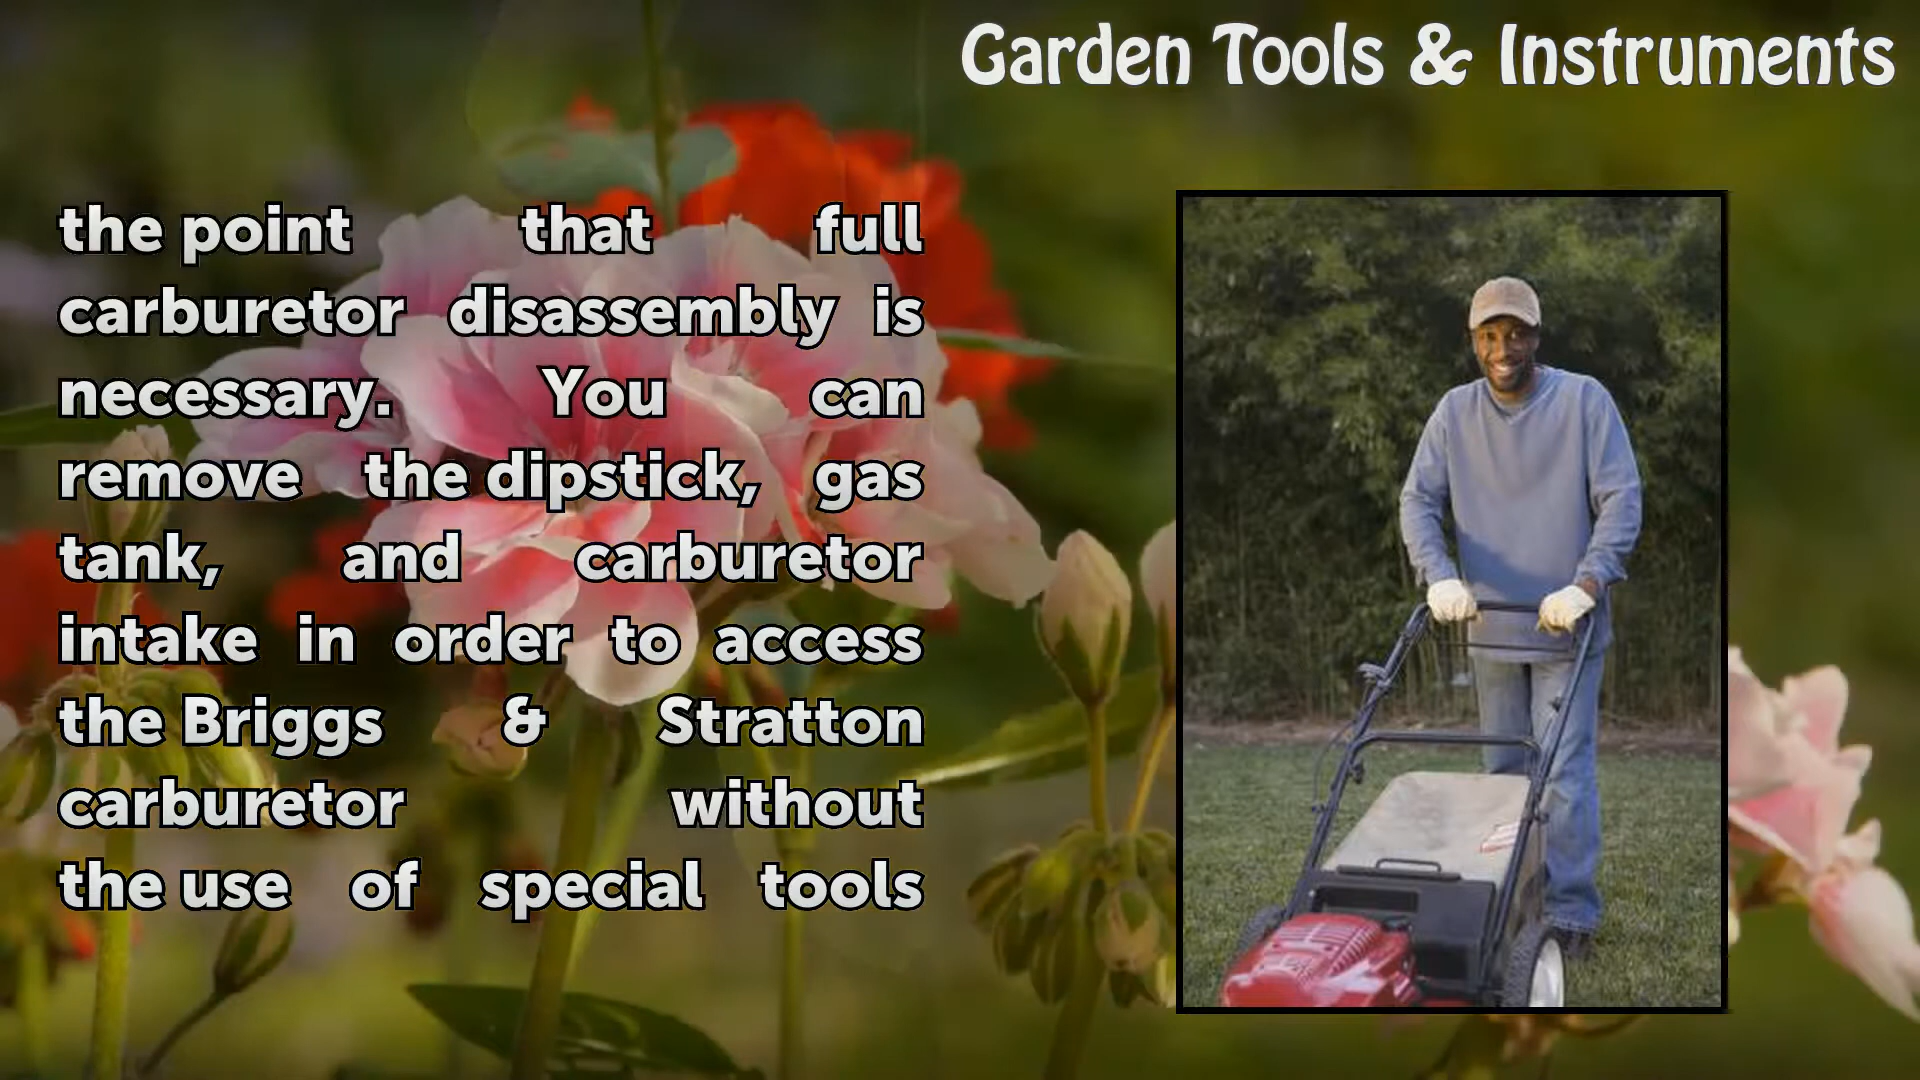 Garden Tools & Instruments
the point that full
carburetor disassembly is
necessary. You can
remove the dipstick, gas
tank, and carburetor
intake in order to access
the Briggs & Stratton
carburetor without
the use of special tools